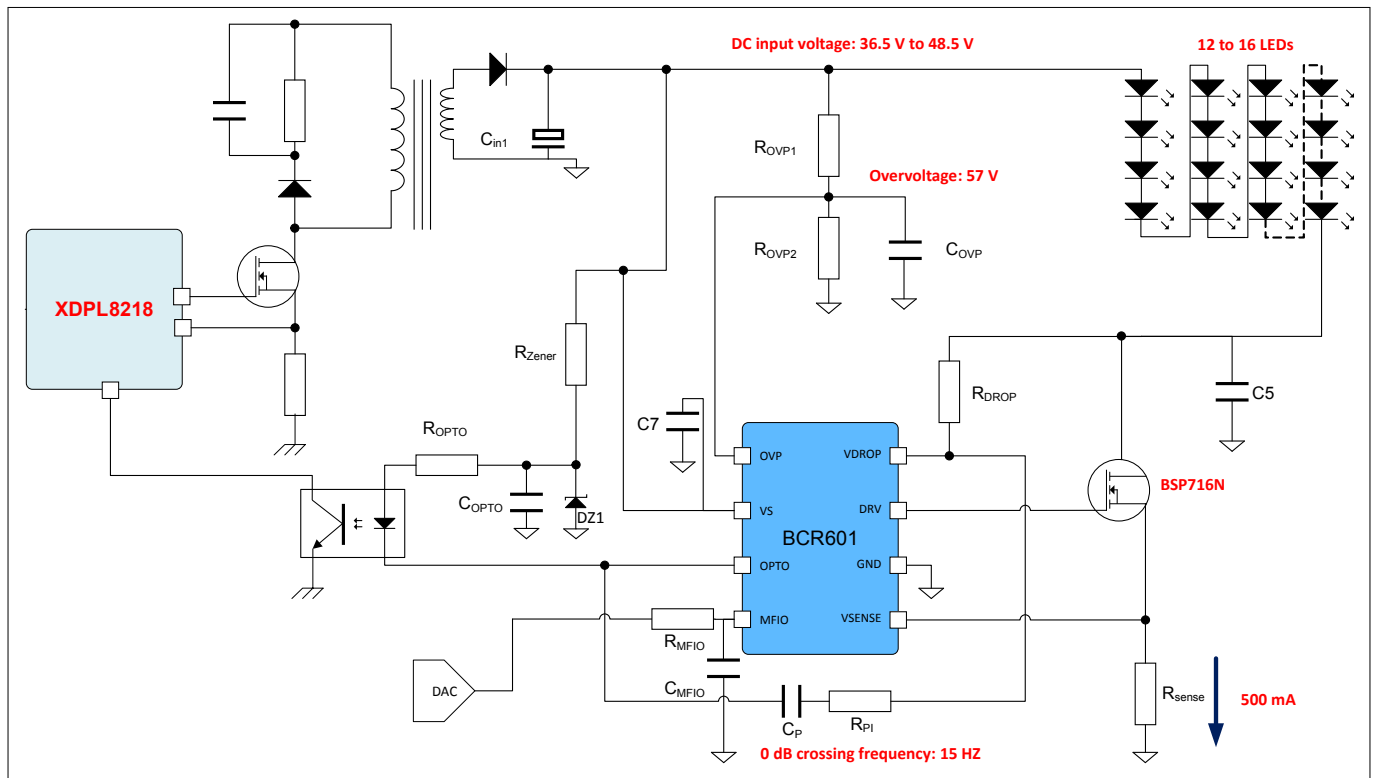 DC input voltage: 36.5 V to 48.5 V
12 to 16 LEDs
Cin1
ROVP1
Overvoltage: 57 V
ROVP2
COVP
XDPL8218
RZener
RDROP
C5
C7
ROPTO
OVP
VDROP
BSP716N
COPTO
DZ1
VS
DRV
BCR601
OPTO
GND
MFIO
VSENSE
RMFIO
DAC
CMFIO
Rsense
500 mA
CP
RPI
0 dB crossing frequency: 15 HZ